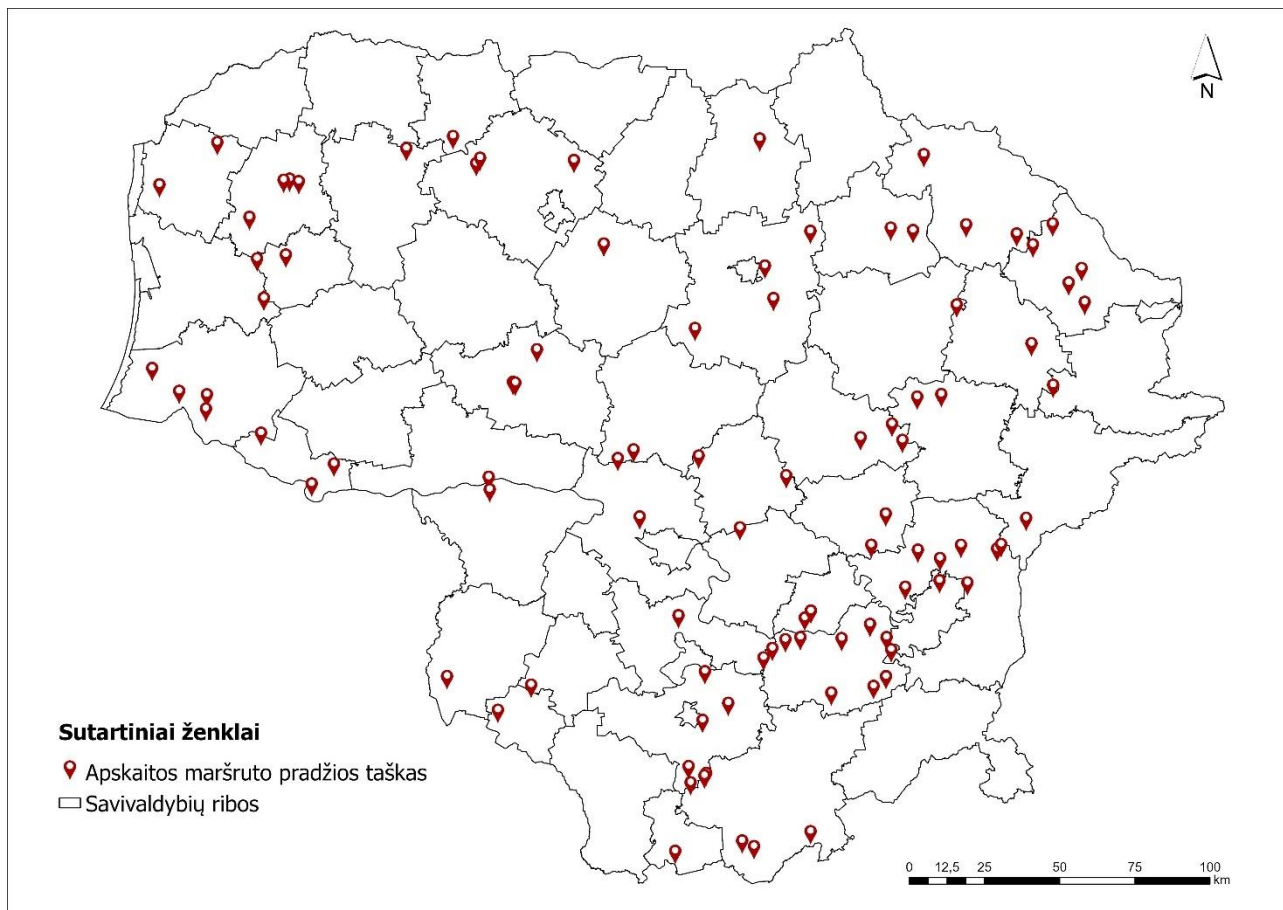 N
Sutartiniai ženklai
Apskaitos maršruto pradžios taškas
Savivaldybių ribos
0 12,5 25 50 75 100
km